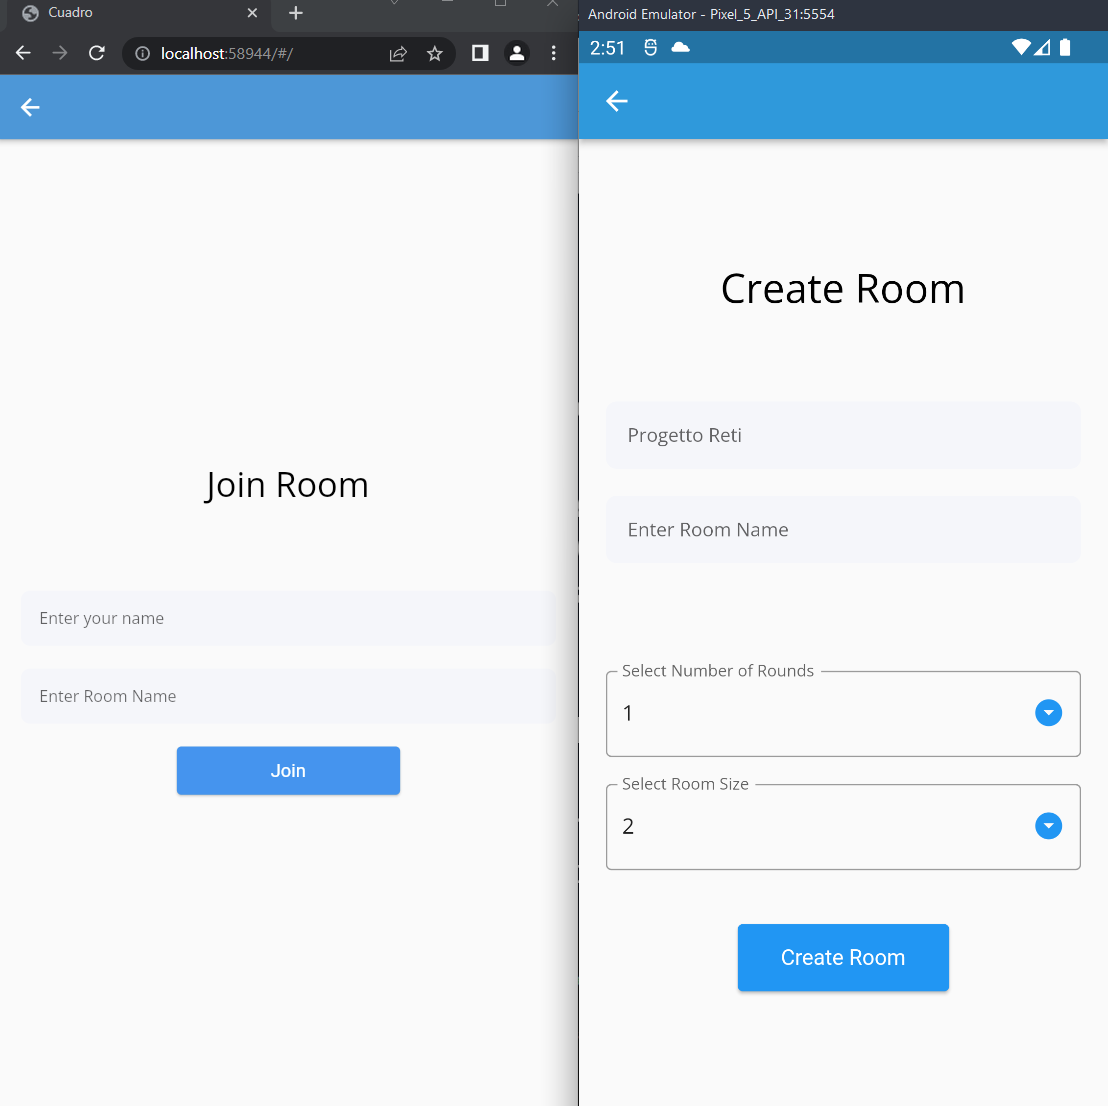 Cuadro
localhost:58944/#/
Join Room
Enter your name
Enter Room Name
Join
Android Emulator - Pixel_5_API_31:5554
2:51
Create Room
Progetto Reti
Enter Room Name
Select Number of Rounds
1
Select Room Size
2
Create Room